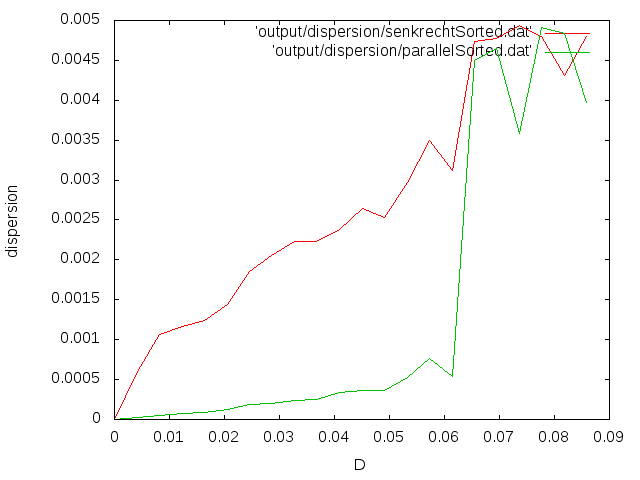 0.005
'output/dispersion/senkrechtSorted.dat'
'output/dispersion/parallelSorted.dat'
0.0045
0.004
0.0035
0.003
0.0025
0.002
0.0015
0.001
0.0005
0
dispersion
0 0.01 0.02 0.03 0.04 0.05 0.06 0.07 0.08 0.09
D